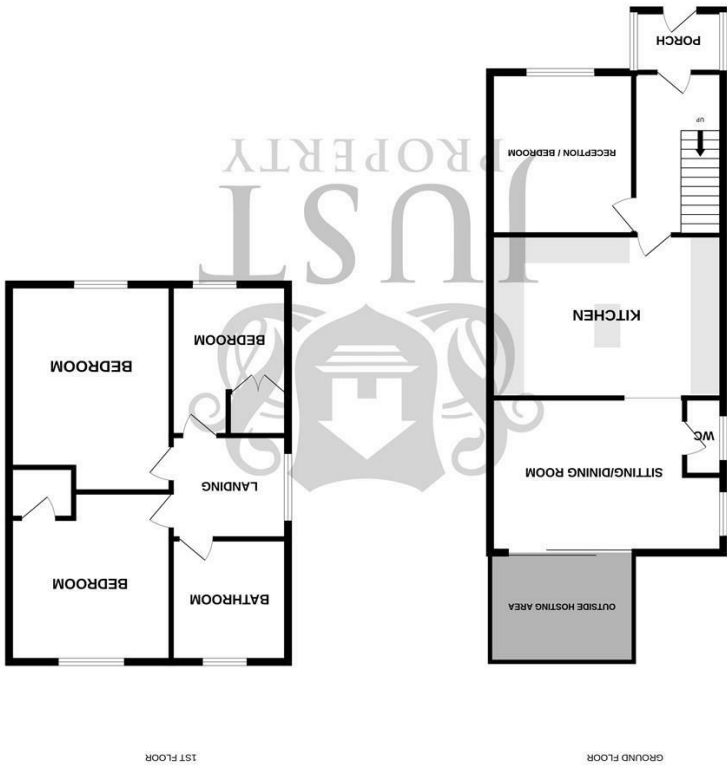 GROUND FLOOR
1ST FLOOR
OUTSIDE HOSTING AREA
SITTING/DINING ROOM
WC
KITCHEN
RECEPTION / BEDROOM
UP
PORCH
BATHROOM
BEDROOM
LANDING
BEDROOM
BEDROOM
JUST
PROPERTY